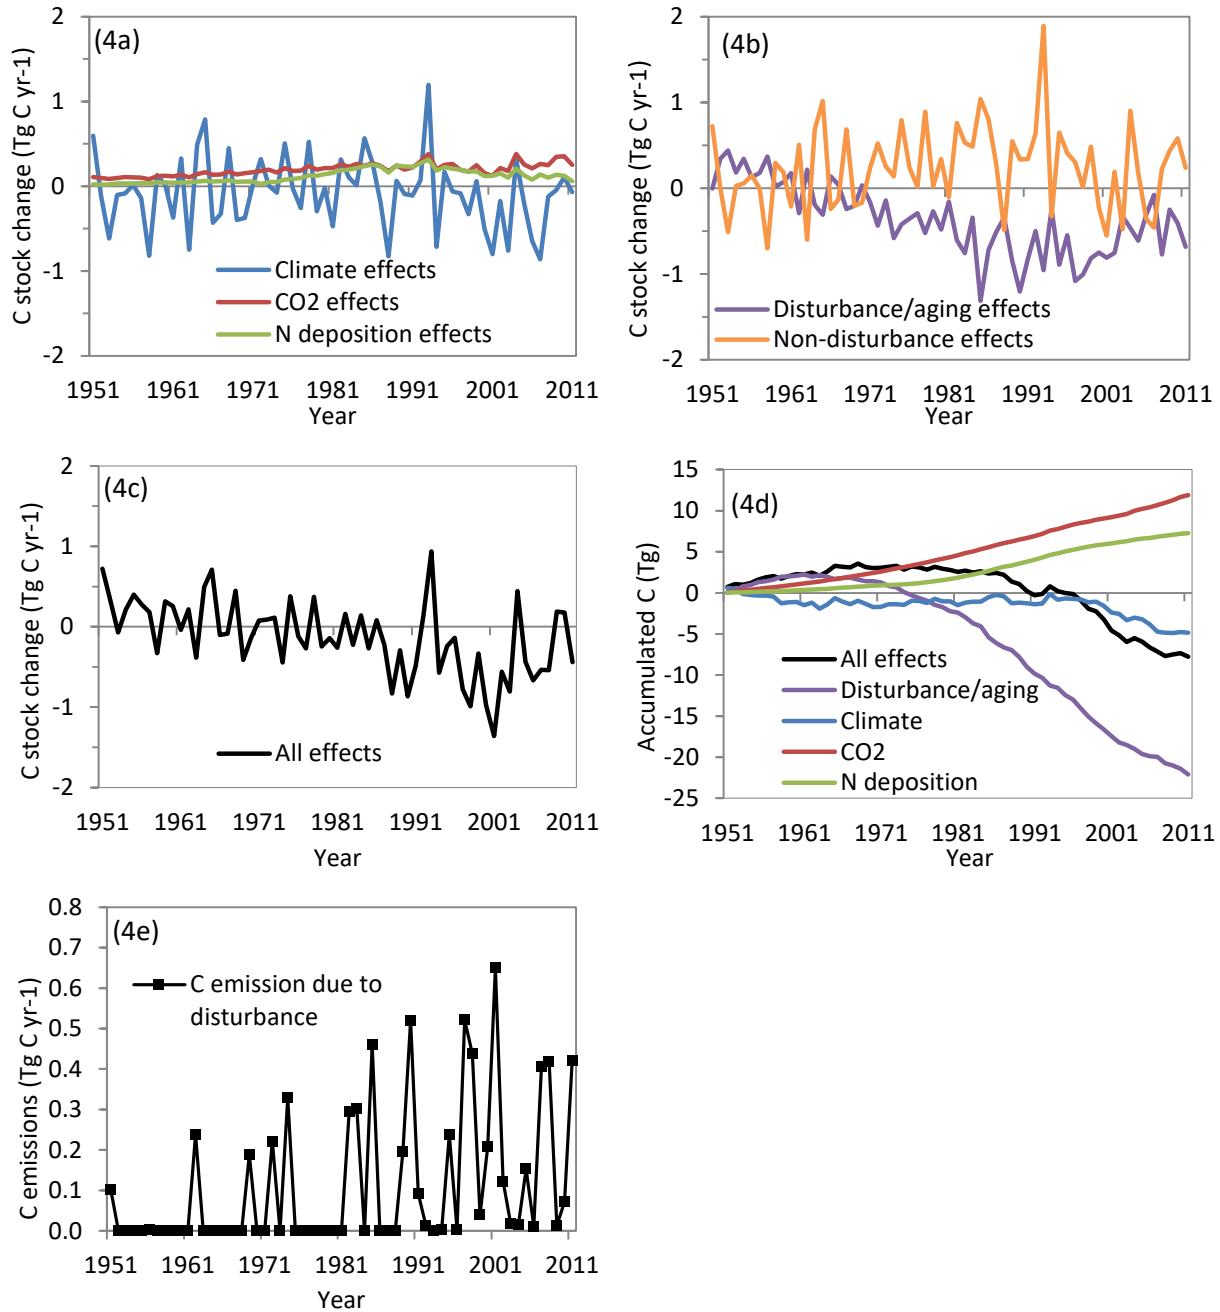 (4a)
C stock change (Tg C yr-1)
2
1
0
-1
-2
Climate effects
CO2 effects
N deposition effects
1951 1961 1971 1981 1991 2001 2011
Year
(4b)
C stock change (Tg C yr-1)
2
1
0
-1
-2
Disturbance/aging effects
Non-disturbance effects
1951 1961 1971 1981 1991 2001 2011
Year
(4c)
C stock change (Tg C yr-1)
2
1
0
-1
-2
All effects
1951 1961 1971 1981 1991 2001 2011
Year
(4d)
Accumulated C (Tg)
15
10
5
0
-5
-10
-15
-20
-25
All effects
Disturbance/aging
Climate
CO2
N deposition
1951 1961 1971 1981 1991 2001 2011
Year
(4e)
C emissions (Tg C yr-1)
0.8
0.7
0.6
0.5
0.4
0.3
0.2
0.1
0.0
C emission due to
disturbance
1951 1961 1971 1981 1991 2001 2011
Year